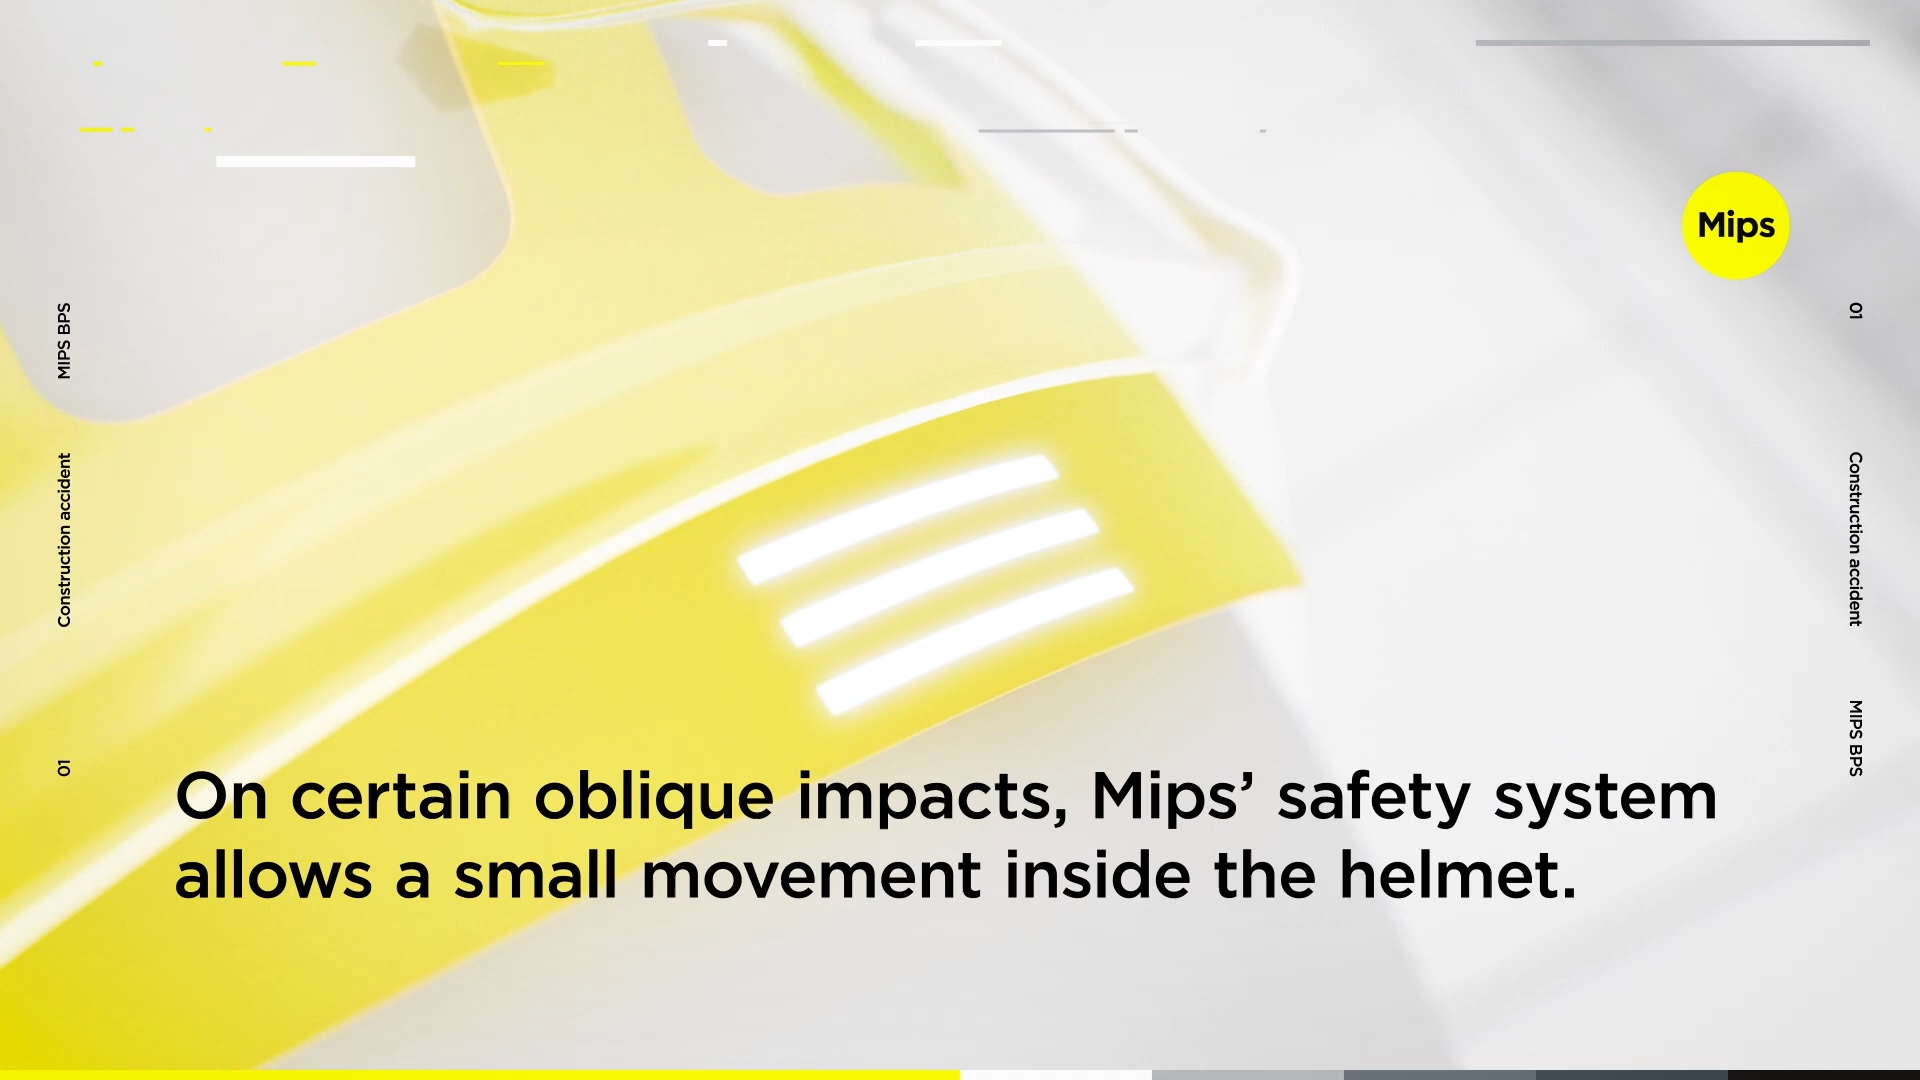 Mips
MIPS BPS
Construction accident
01
01
Construction accident
MIPS BPS
On certain oblique impacts, Mips’ safety system
allows a small movement inside the helmet.